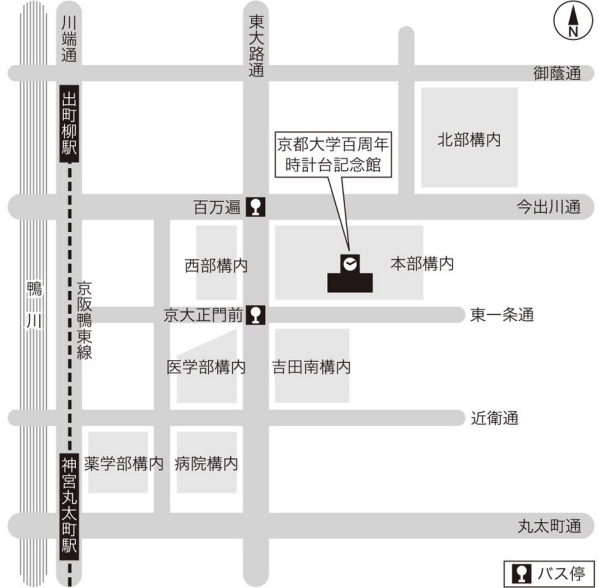 川端通
東大路通
N
御蔭通
出町柳駅
北部構内
京都大学百周年
時計台記念館
百万遍
今出川通
西部構内
本部構内
鴨川
京阪鴨東線
京大正門前
東一条通
医学部構内
吉田南構内
近衛通
薬学部構内
病院構内
神宮丸太町駅
丸太町通
バス停